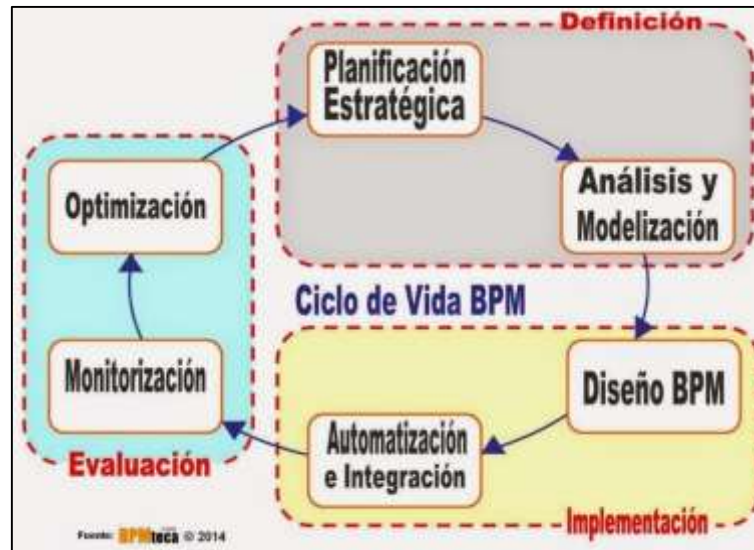 Definición
Planificación
Estratégica
Análisis y
Modelización
Optimización
Ciclo de Vida BPM
Monitorización
Diseño BPM
Automatización
e Integración
Evaluación
Implementación
Fuente: BPMteca © 2014